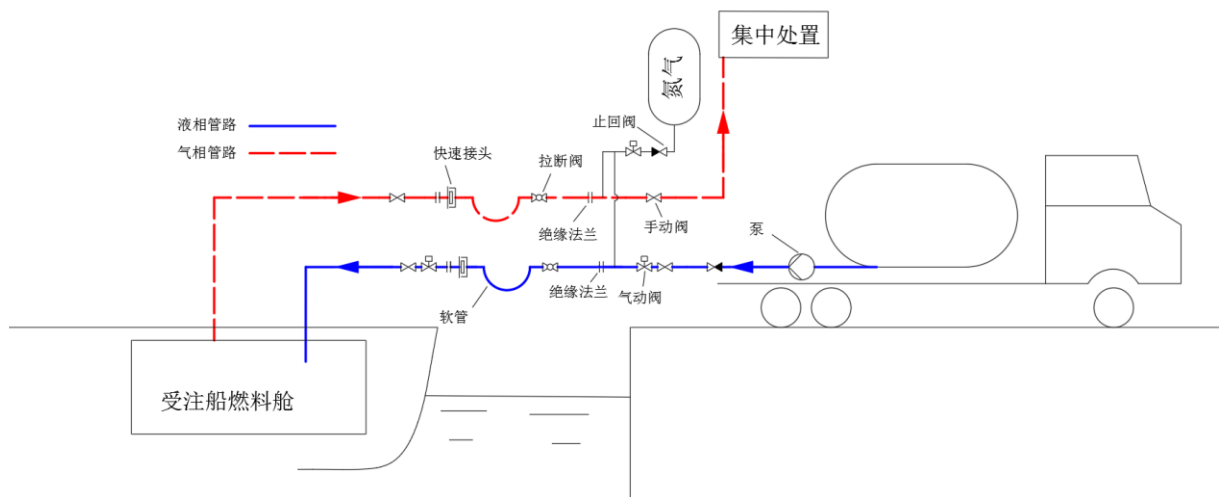 集中处置
氮气
止回阀
液相管路
气相管路
快速接头
拉断阀
绝缘法兰
手动阀
泵
软管
绝缘法兰
气动阀
受注船燃料舱